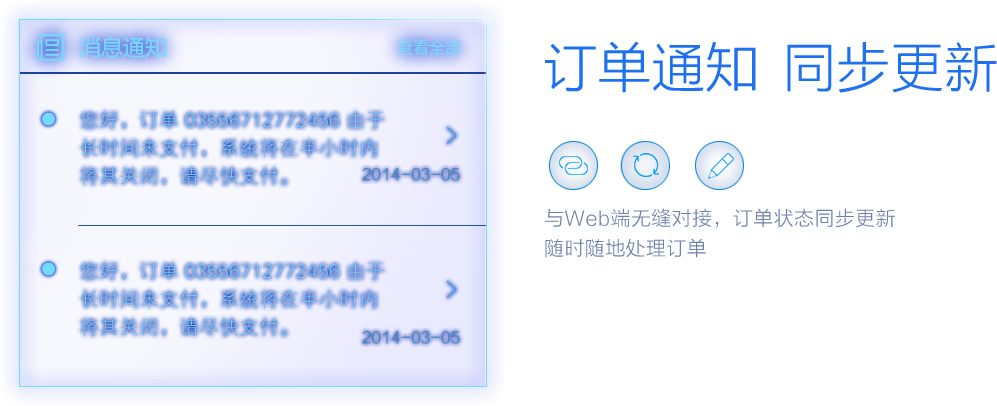 消息通知 查看全部
您好，订单 03556712772456 由于
长时间未支付，系统将在半小时内
将其关闭，请尽快支付。
2014-03-05
您好，订单 03556712772456 由于
长时间未支付，系统将在半小时内
将其关闭，请尽快支付。
2014-03-05
订单通知 同步更新
与Web端无缝对接，订单状态同步更新
随时随地处理订单